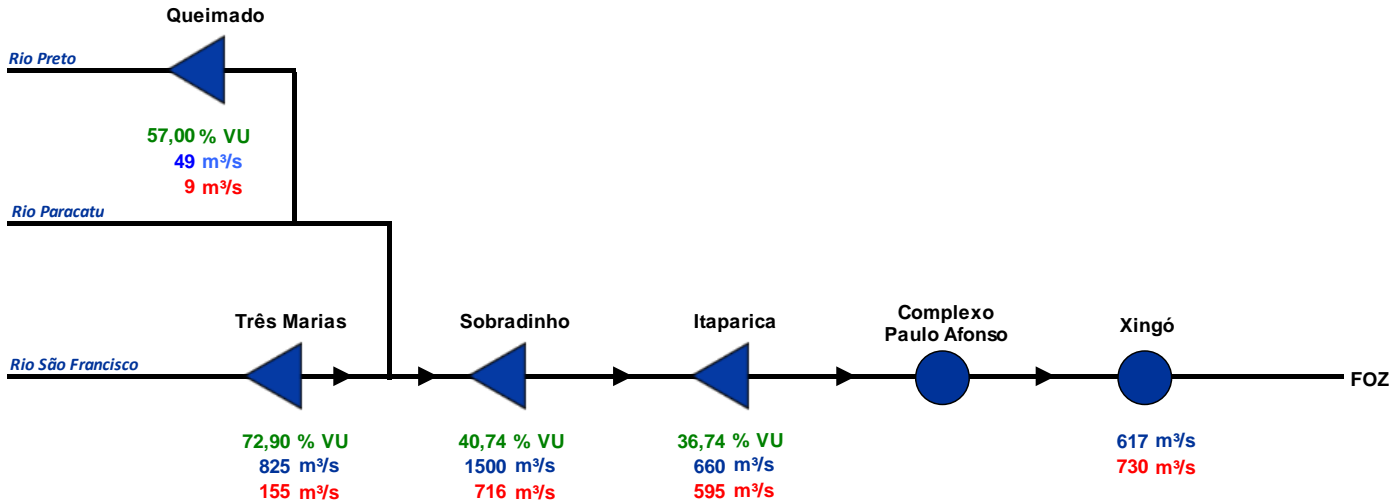 Queimado
Rio Preto
57,00 % VU
49 m³/s
9 m³/s
Rio Paracatu
Três Marias
Sobradinho
Itaparica
Complexo
Paulo Afonso
Xingó
Rio São Francisco
FOZ
72,90 % VU
825 m³/s
155 m³/s
40,74 % VU
1500 m³/s
716 m³/s
36,74 % VU
660 m³/s
595 m³/s
617 m³/s
730 m³/s